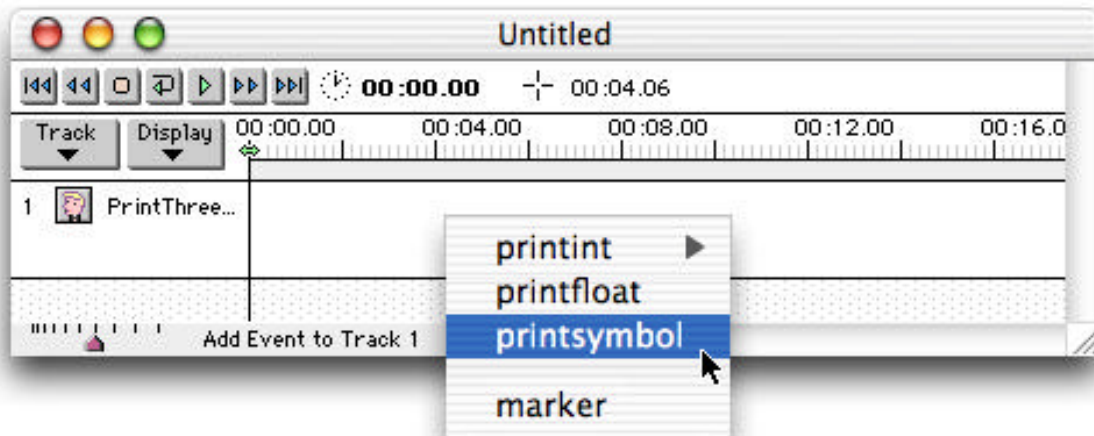 Untitled
00:00.00 00:04.06
Track Display 00:00.00 00:04.00 00:08.00 00:12.00 00:16.0
1 PrintThree...
printint
printfloat
printsymbol
Add Event to Track 1
marker